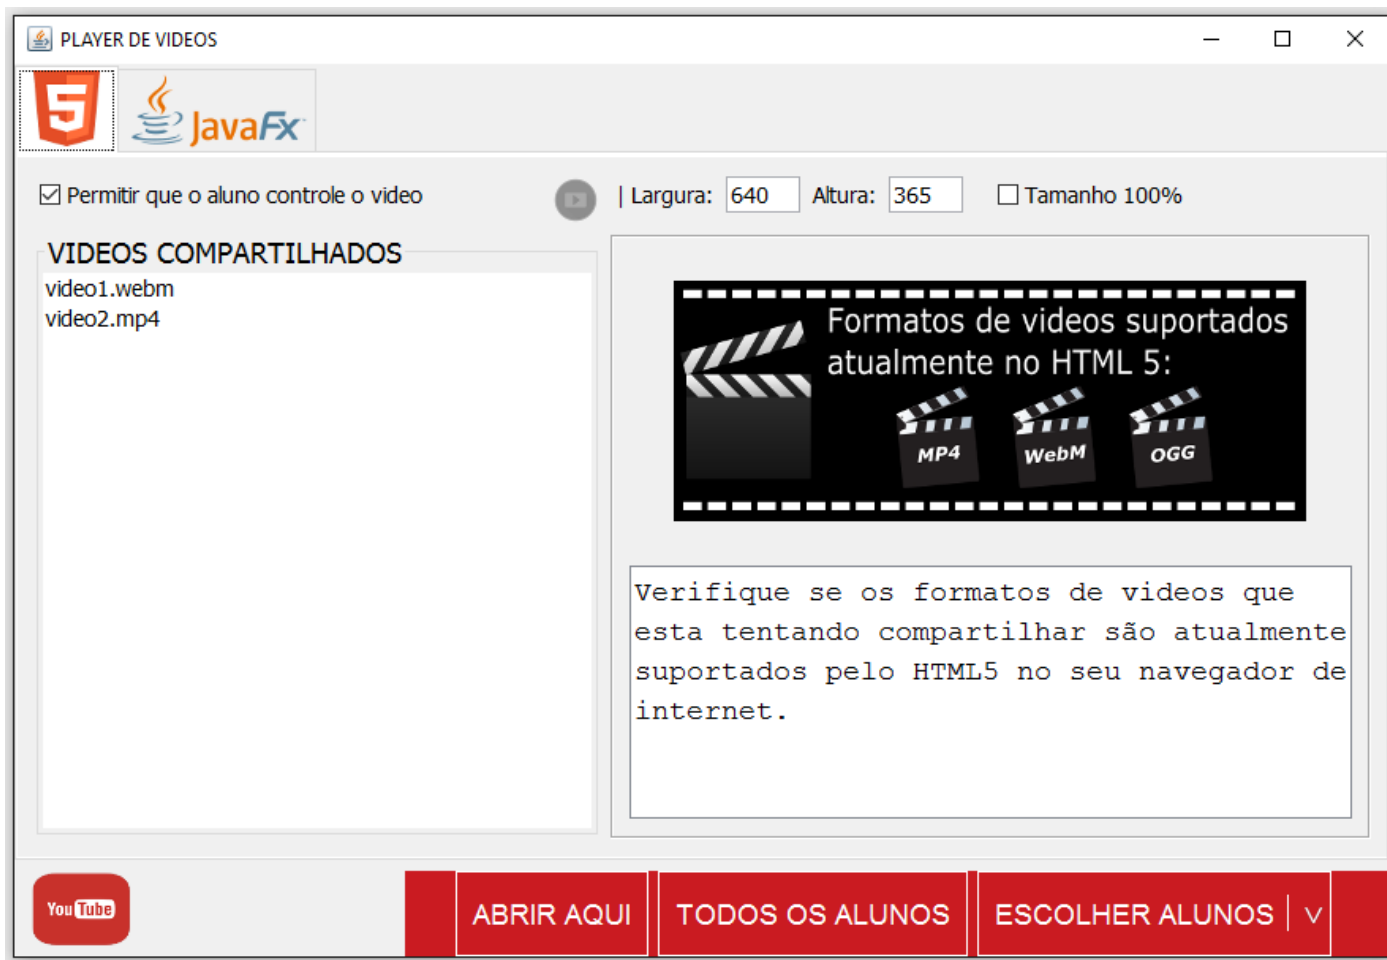 PLAYER DE VIDEOS
5
JavaFx
Permitir que o aluno controle o video
| Largura: 640 Altura: 365 Tamanho 100%
VIDEOS COMPARTILHADOS
video1.webm
video2.mp4
Formatos de videos suportados
atualmente no HTML 5:
MP4 WebM OGG
Verifique se os formatos de videos que
esta tentando compartilhar são atualmente
suportados pelo HTML5 no seu navegador de
internet.
You Tube
ABRIR AQUI TODOS OS ALUNOS ESCOLHER ALUNOS | V